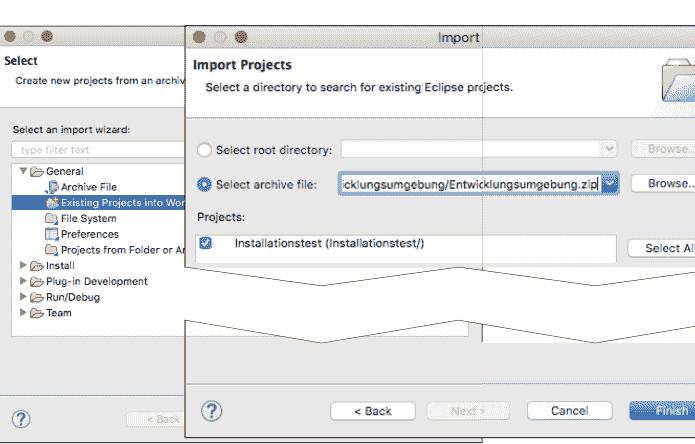 Select
Create new projects from an archiv
Select an import wizard:
type filter text
General
Archive File
Existing Projects into Wor
File System
Preferences
Projects from Folder or Ar
Install
Plug-in Development
Run/Debug
Team
?
< Back
Import
Import Projects
Select a directory to search for existing Eclipse projects.
Select root directory:
Browse..
Select archive file:
icklungsumgebung/Entwicklungsumgebung.zip
Browse..
Projects:
Installationstest (Installationstest/)
Select All
?
< Back
Next >
Cancel
Finish